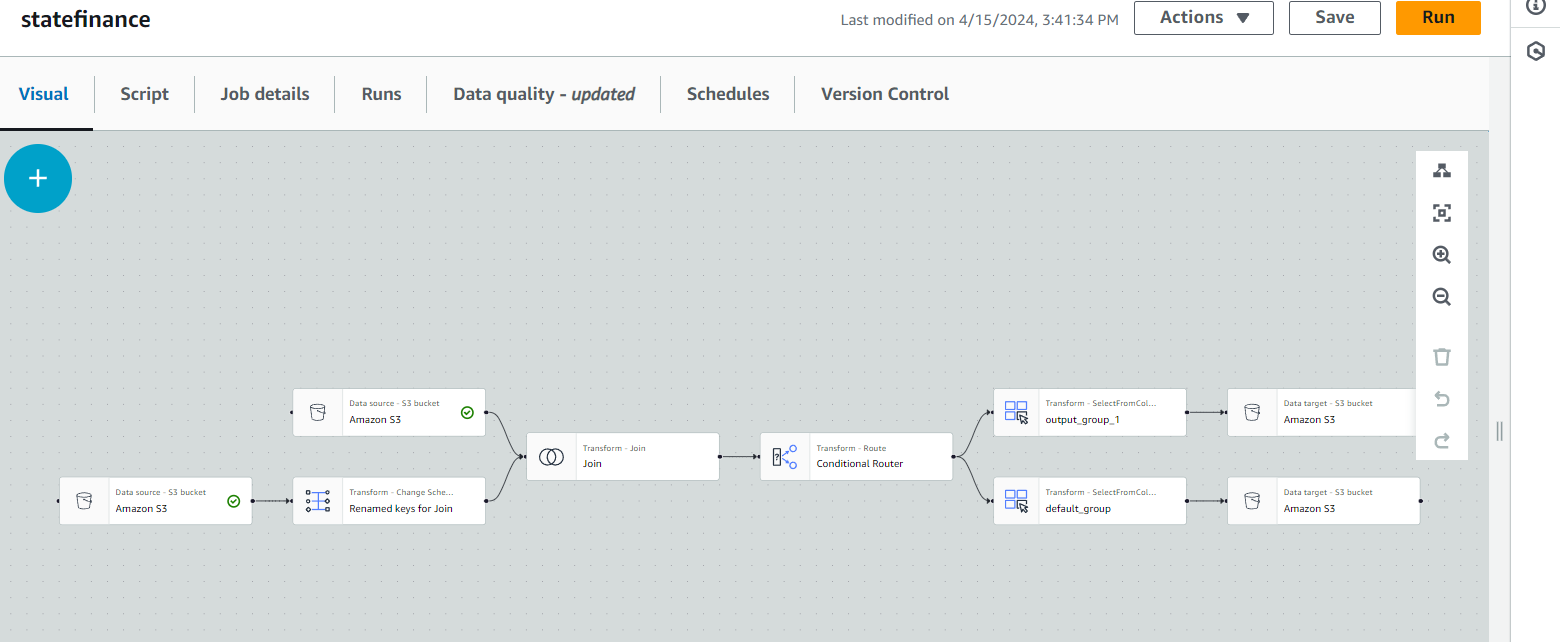 statefinance
Last modified on 4/15/2024, 3:41:34 PM
Actions
Save
Run
Visual
Script
Job details
Runs
Data quality - updated
Schedules
Version Control
Data source - S3 bucket
Amazon S3
Data source - S3 bucket
Amazon S3
Transform - Change Sche...
Renamed keys for Join
Transform - Join
Join
Transform - Route
Conditional Router
Transform - SelectFromCol...
output_group_1
Data target - S3 bucket
Amazon S3
Transform - SelectFromCol...
default_group
Data target - S3 bucket
Amazon S3